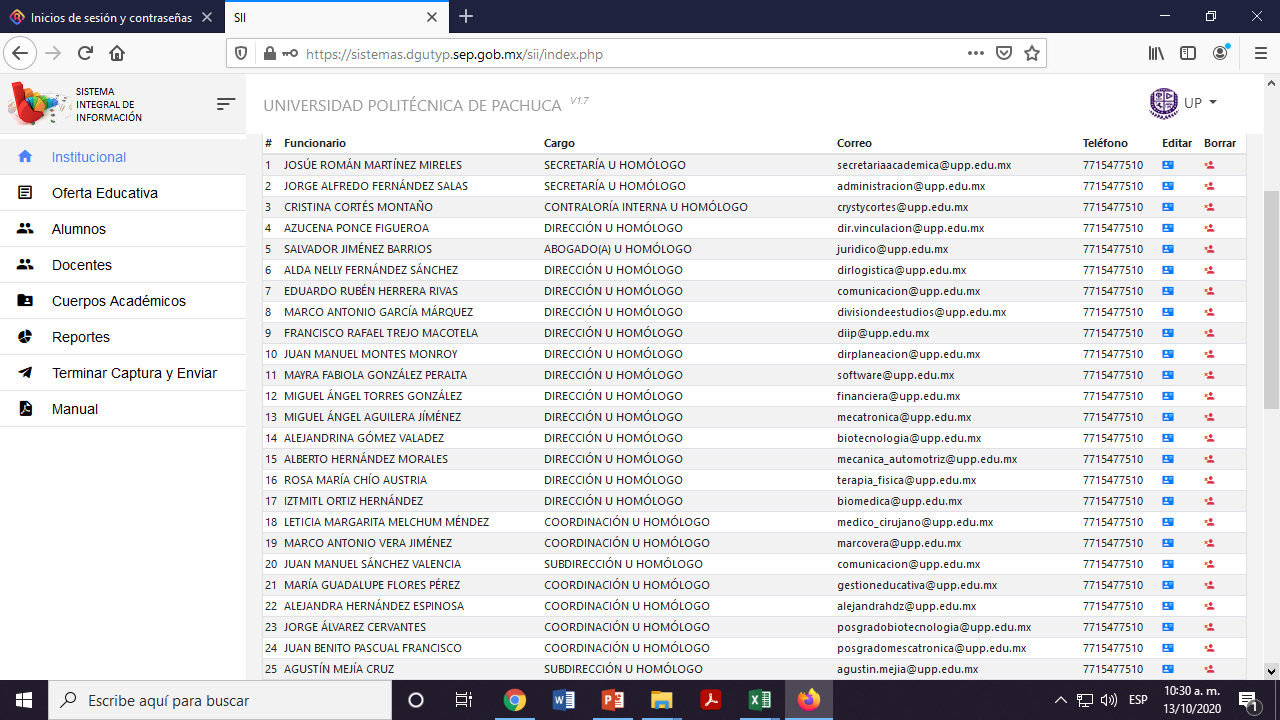 Inicios de sesión y contraseñas
SII
https://sistemas.dgutyp.sep.gob.mx/sii/index.php
SISTEMA
INTEGRAL DE
INFORMACIÓN
UNIVERSIDAD POLITÉCNICA DE PACHUCA V1.7
UP
Institucional
Oferta Educativa
Alumnos
Docentes
Cuerpos Académicos
Reportes
Terminar Captura y Enviar
Manual
# Funcionario Cargo Correo Teléfono Editar Borrar
1 JOSÚE ROMÁN MARTÍNEZ MIRELES SECRETARÍA U HOMÓLOGO secretariaacademica@upp.edu.mx 7715477510
2 JORGE ALFREDO FERNÁNDEZ SALAS SECRETARÍA U HOMÓLOGO administracion@upp.edu.mx 7715477510
3 CRISTINA CORTÉS MONTAÑO CONTRALORÍA INTERNA U HOMÓLOGO crystycortes@upp.edu.mx 7715477510
4 AZUCENA PONCE FIGUEROA DIRECCIÓN U HOMÓLOGO dir.vinculacion@upp.edu.mx 7715477510
5 SALVADOR JIMÉNEZ BARRIOS ABOGADO(A) U HOMÓLOGO juridico@upp.edu.mx 7715477510
6 ALDA NELLY FERNÁNDEZ SÁNCHEZ DIRECCIÓN U HOMÓLOGO dirlogistica@upp.edu.mx 7715477510
7 EDUARDO RUBÉN HERRERA RIVAS DIRECCIÓN U HOMÓLOGO comunicacion@upp.edu.mx 7715477510
8 MARCO ANTONIO GARCÍA MÁRQUEZ DIRECCIÓN U HOMÓLOGO divisiondeestudios@upp.edu.mx 7715477510
9 FRANCISCO RAFAEL TREJO MACOTELA DIRECCIÓN U HOMÓLOGO diip@upp.edu.mx 7715477510
10 JUAN MANUEL MONTES MONROY DIRECCIÓN U HOMÓLOGO dirplaneacion@upp.edu.mx 7715477510
11 MAYRA FABIOLA GONZÁLEZ PERALTA DIRECCIÓN U HOMÓLOGO software@upp.edu.mx 7715477510
12 MIGUEL ÁNGEL TORRES GONZÁLEZ DIRECCIÓN U HOMÓLOGO financiera@upp.edu.mx 7715477510
13 MIGUEL ÁNGEL AGUILERA JÍMÉNEZ DIRECCIÓN U HOMÓLOGO mecatronica@upp.edu.mx 7715477510
14 ALEJANDRINA GÓMEZ VALADEZ DIRECCIÓN U HOMÓLOGO biotecnologia@upp.edu.mx 7715477510
15 ALBERTO HERNÁNDEZ MORALES DIRECCIÓN U HOMÓLOGO mecanica_automotriz@upp.edu.mx 7715477510
16 ROSA MARÍA CHÍO AUSTRIA DIRECCIÓN U HOMÓLOGO terapia_fisica@upp.edu.mx 7715477510
17 IZTMITL ORTIZ HERNÁNDEZ DIRECCIÓN U HOMÓLOGO biomedica@upp.edu.mx 7715477510
18 LETICIA MARGARITA MELCHUM MÉNDEZ COORDINACIÓN U HOMÓLOGO medico_cirujano@upp.edu.mx 7715477510
19 MARCO ANTONIO VERA JIMÉNEZ COORDINACIÓN U HOMÓLOGO marcovera@upp.edu.mx 7715477510
20 JUAN MANUEL SÁNCHEZ VALENCIA SUBDIRECCIÓN U HOMÓLOGO comunicacion@upp.edu.mx 7715477510
21 MARÍA GUADALUPE FLORES PÉREZ COORDINACIÓN U HOMÓLOGO gestioneducativa@upp.edu.mx 7715477510
22 ALEJANDRA HERNÁNDEZ ESPINOSA COORDINACIÓN U HOMÓLOGO alejandrahdz@upp.edu.mx 7715477510
23 JORGE ÁLVAREZ CERVANTES COORDINACIÓN U HOMÓLOGO posgradobiotecnologia@upp.edu.mx 7715477510
24 JUAN BENITO PASCUAL FRANCISCO COORDINACIÓN U HOMÓLOGO posgradomescatronica@upp.edu.mx 7715477510
25 AGUSTÍN MEJÍA CRUZ SUBDIRECCIÓN U HOMÓLOGO agustin.mejia@upp.edu.mx 7715477510
Escribe aquí para buscar
ESP
10:30 a. m.
13/10/2020
1